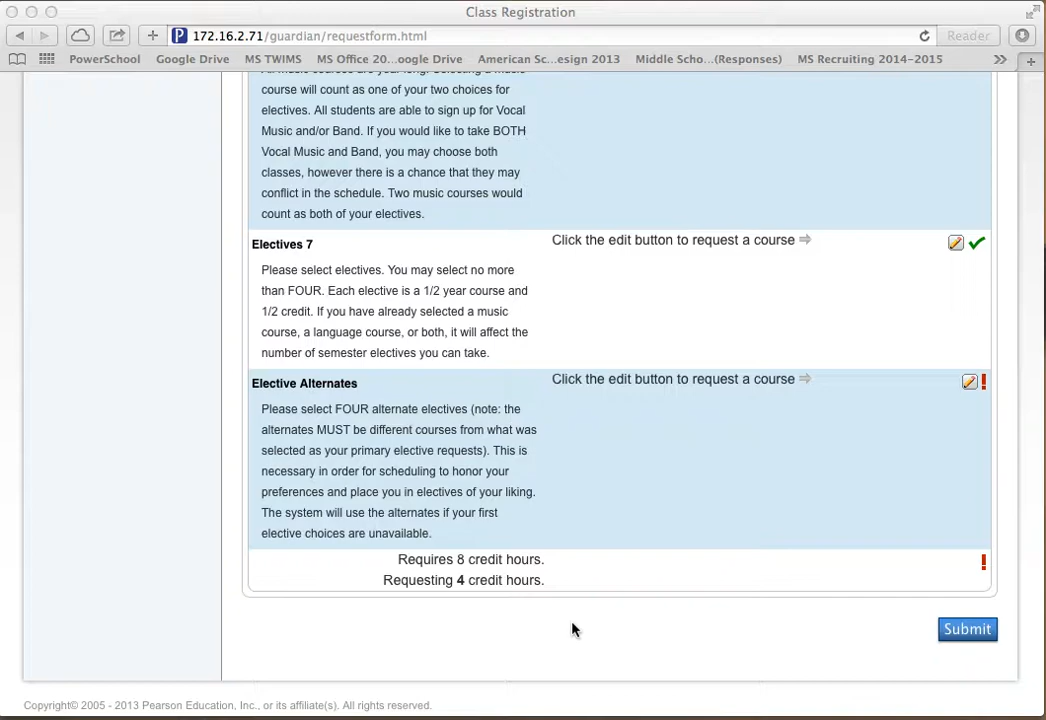 Class Registration
172.16.2.71/guardian/requestform.html
Reader
PowerSchool Google Drive MS TWIMS MS Office 20...oogle Drive American Sc...esign 2013 Middle Scho...(Responses) MS Recruiting 2014-2015
All music courses are year long. Selecting a music
course will count as one of your two choices for
electives. All students are able to sign up for Vocal
Music and/or Band. If you would like to take BOTH
Vocal Music and Band, you may choose both
classes, however there is a chance that they may
conflict in the schedule. Two music courses would
count as both of your electives.
Electives 7
Click the edit button to request a course
Please select electives. You may select no more
than FOUR. Each elective is a 1/2 year course and
1/2 credit. If you have already selected a music
course, a language course, or both, it will affect the
number of semester electives you can take.
Elective Alternates
Click the edit button to request a course
Please select FOUR alternate electives (note: the
alternates MUST be different courses from what was
selected as your primary elective requests). This is
necessary in order for scheduling to honor your
preferences and place you in electives of your liking.
The system will use the alternates if your first
elective choices are unavailable.
Requires 8 credit hours.
Requesting 4 credit hours.
Submit
Copyright© 2005 - 2013 Pearson Education, Inc., or its affiliate(s). All rights reserved.